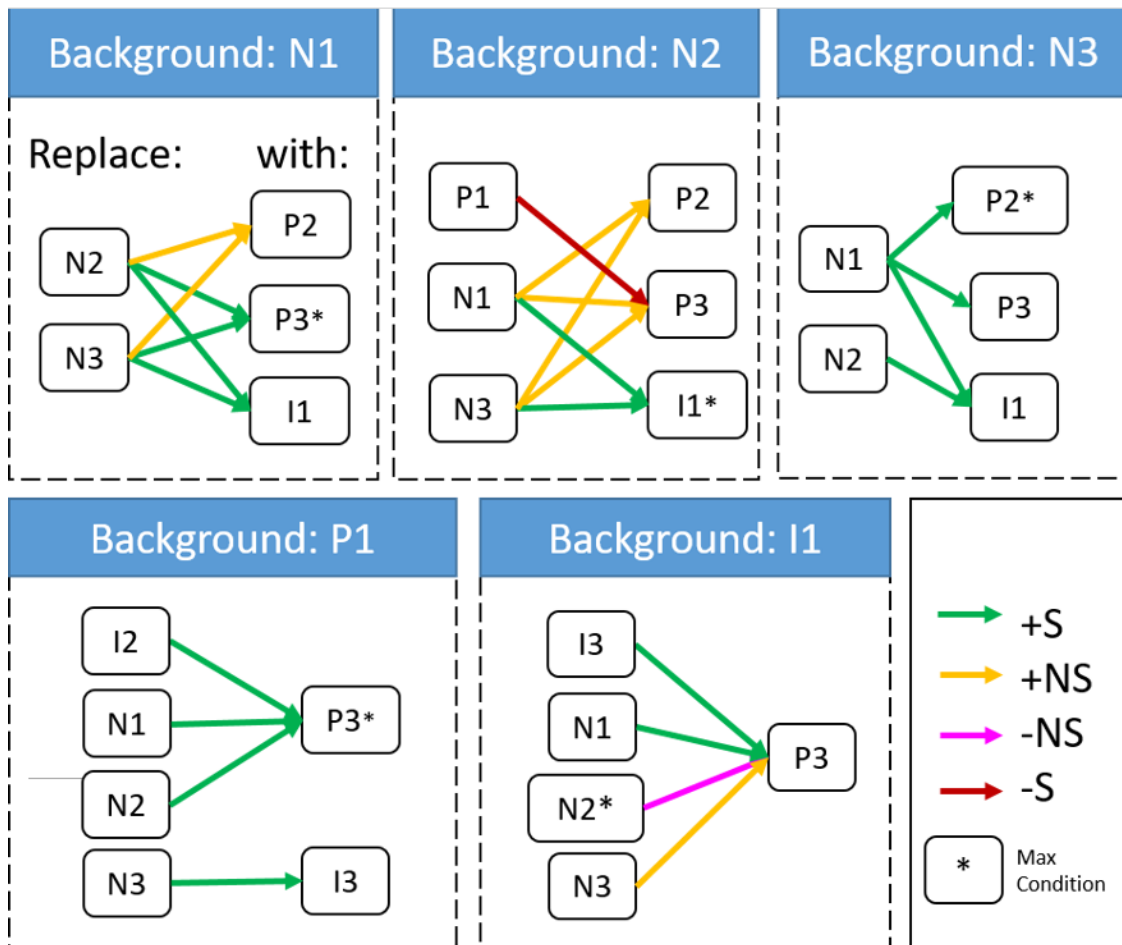 Background: N1
Replace: with:
N2
N3
P2
P3*
I1
Background: N2
P1
N1
N3
P2
P3
I1*
Background: N3
N1
N2
P2*
P3
I1
Background: P1
I2
N1
N2
N3
P3*
I3
Background: I1
I3
N1
N2*
N3
P3
+S
+NS
-NS
-S
* Max
Condition